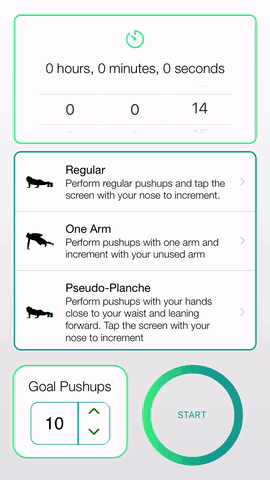 0 hours, 0 minutes, 0 seconds
0 0 14
Regular
Perform regular pushups and tap the
screen with your nose to increment.
One Arm
Perform pushups with one arm and
increment with your unused arm
Pseudo-Planche
Perform pushups with your hands
close to your waist and leaning
forward. Tap the screen with your
nose to increment
Goal Pushups
10
START